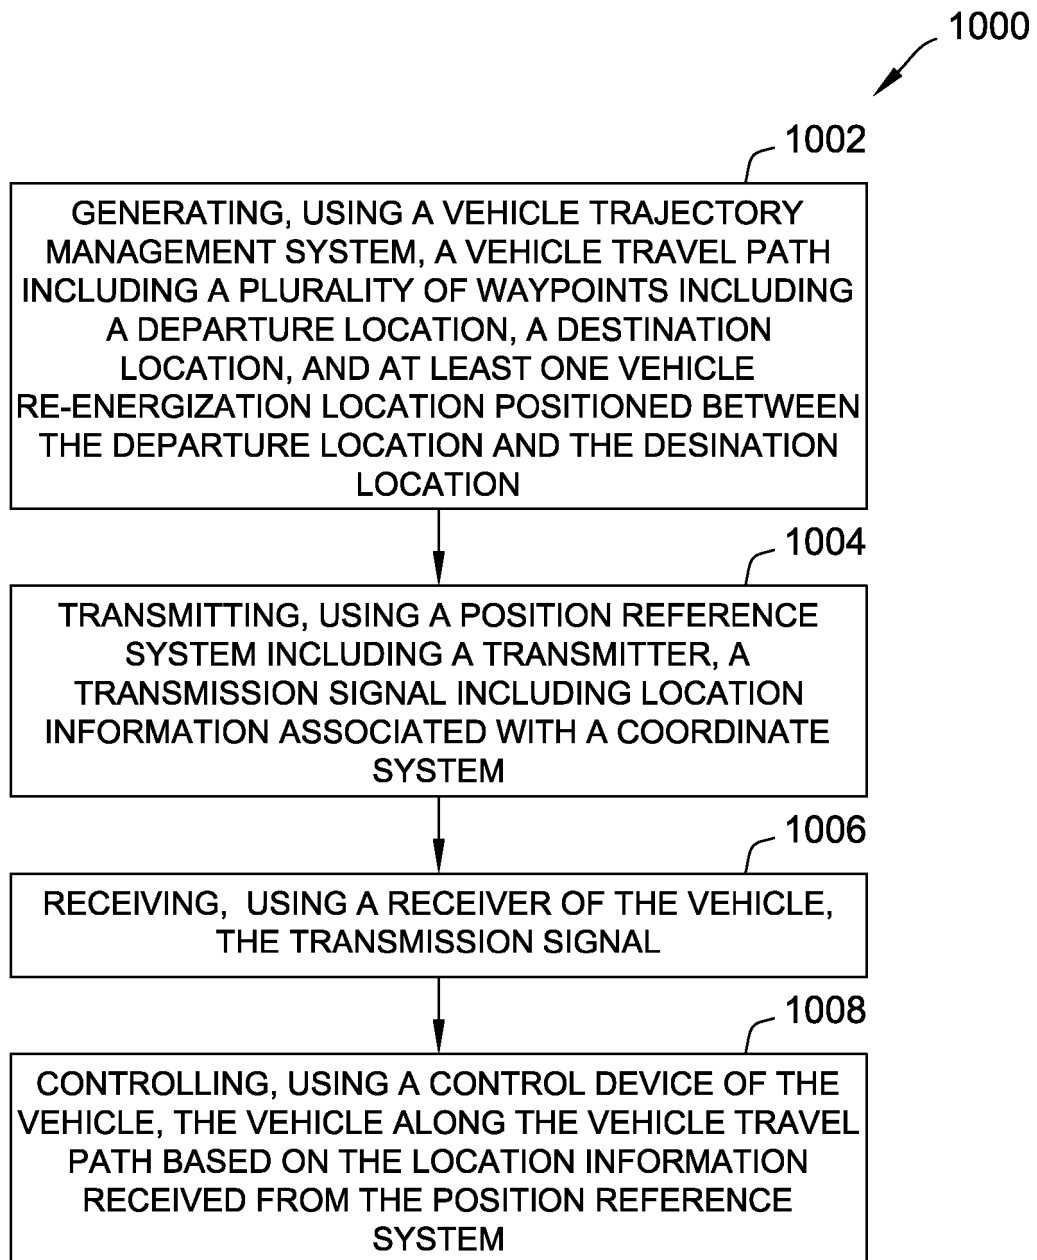 1000
1002
GENERATING, USING A VEHICLE TRAJECTORY
MANAGEMENT SYSTEM, A VEHICLE TRAVEL PATH
INCLUDING A PLURALITY OF WAYPOINTS INCLUDING
A DEPARTURE LOCATION, A DESTINATION
LOCATION, AND AT LEAST ONE VEHICLE
RE-ENERGIZATION LOCATION POSITIONED BETWEEN
THE DEPARTURE LOCATION AND THE DESINATION
LOCATION
1004
TRANSMITTING, USING A POSITION REFERENCE
SYSTEM INCLUDING A TRANSMITTER, A
TRANSMISSION SIGNAL INCLUDING LOCATION
INFORMATION ASSOCIATED WITH A COORDINATE
SYSTEM
1006
RECEIVING, USING A RECEIVER OF THE VEHICLE,
THE TRANSMISSION SIGNAL
1008
CONTROLLING, USING A CONTROL DEVICE OF THE
VEHICLE, THE VEHICLE ALONG THE VEHICLE TRAVEL
PATH BASED ON THE LOCATION INFORMATION
RECEIVED FROM THE POSITION REFERENCE
SYSTEM